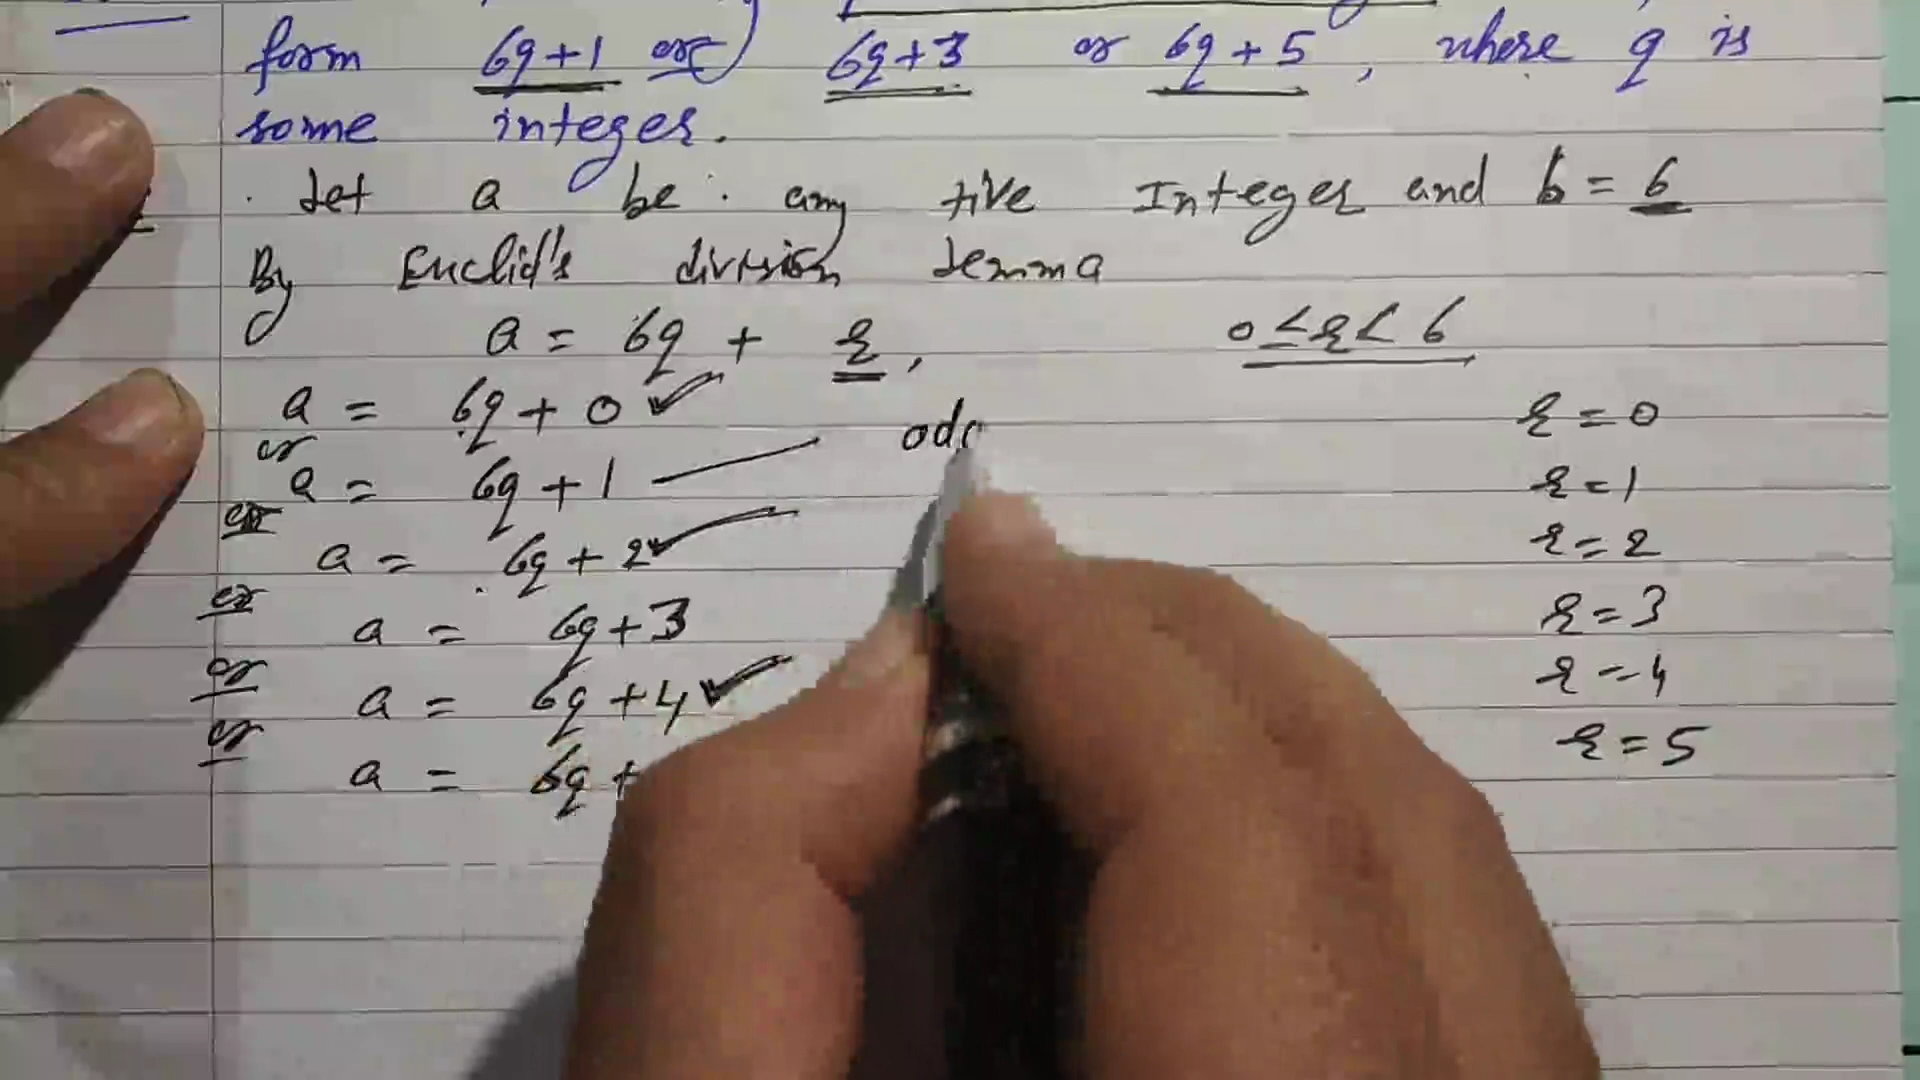 form 6q+1 or 6q+3 or 6q+5, where q is
some integer.
Let a be any +ive Integer and b = 6
By Euclid's division lemma
a = 6q + r, 0 ≤ r < 6
a = 6q + 0 ✓ r = 0
or
a = 6q + 1 — odd r = 1
or
a = 6q + 2 ✓ r = 2
or
a = 6q + 3 r = 3
or
a = 6q + 4 ✓ r = 4
or
a = 6q + r = 5